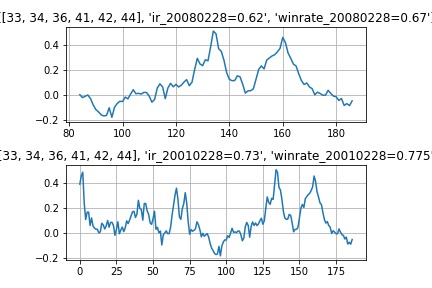 [33, 34, 36, 41, 42, 44], 'ir_20080228=0.62', 'winrate_20080228=0.67'
0.4
0.2
0.0
−0.2
80 100 120 140 160 180
[33, 34, 36, 41, 42, 44], 'ir_20010228=0.73', 'winrate_20010228=0.775'
0.4
0.2
0.0
−0.2
0 25 50 75 100 125 150 175